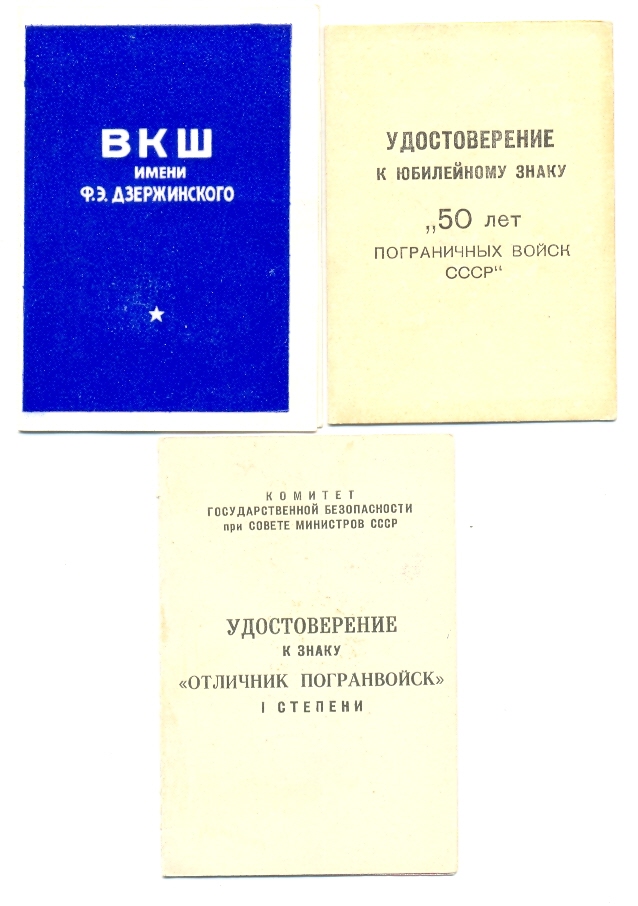 ВКШ
ИМЕНИ
Ф.Э. ДЗЕРЖИНСКОГО
УДОСТОВЕРЕНИЕ
К ЮБИЛЕЙНОМУ ЗНАКУ
„50 лет
ПОГРАНИЧНЫХ ВОЙСК
СССР“
КОМИТЕТ
ГОСУДАРСТВЕННОЙ БЕЗОПАСНОСТИ
при СОВЕТЕ МИНИСТРОВ СССР
УДОСТОВЕРЕНИЕ
К ЗНАКУ
«ОТЛИЧНИК ПОГРАНВОЙСК»
I СТЕПЕНИ